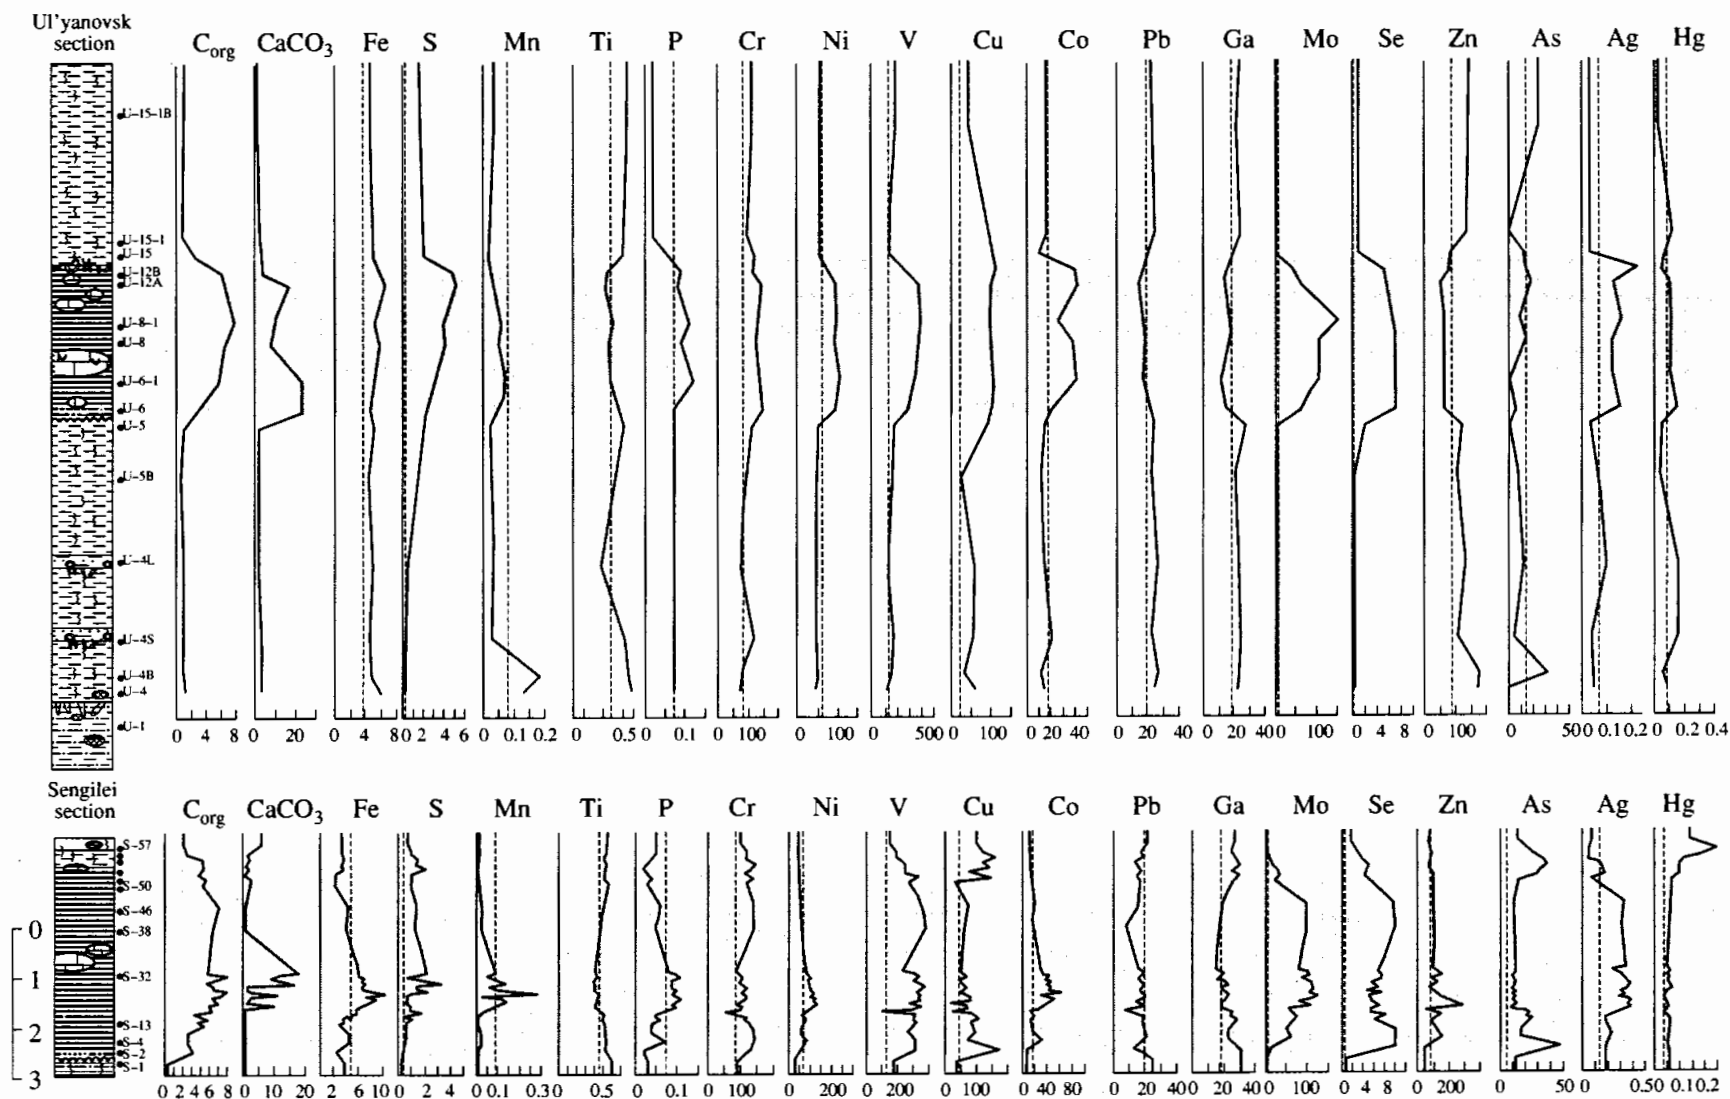 Ul'yanovsk
section
C_org CaCO_3 Fe S Mn Ti P Cr Ni V Cu Co Pb Ga Mo Se Zn As Ag Hg
U-15-1B
U-15-1
U-15
U-12B
U-12A
U-8-1
U-8
U-6-1
U-6
U-5
U-5B
U-4L
U-4S
U-4B
U-4
U-1
0 4 8 0 20 0 4 8 0 2 4 6 0 0.1 0.2 0 0.5 0 0.1 0 100 0 100 0 500 0 100 0 20 40 0 20 40 0 20 40 0 100 0 4 8 0 100 0 50 0 0.1 0.2 0 0.2 0.4
Sengilei
section
C_org CaCO_3 Fe S Mn Ti P Cr Ni V Cu Co Pb Ga Mo Se Zn As Ag Hg
S-57
S-50
S-46
0 S-38
1 S-32
S-13
2
S-4
S-2
S-1
3
0 2 4 6 8 0 10 20 2 6 10 0 2 4 0 0.1 0.3 0 0.5 0 0.1 0 100 0 100 0 200 0 100 0 40 80 0 20 40 0 20 40 0 100 0 4 8 0 200 0 50 0 0.5 0 0.1 0.2